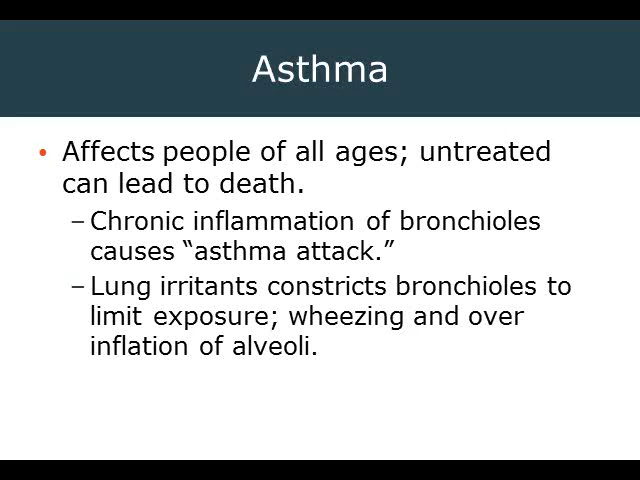 Asthma
• Affects people of all ages; untreated
can lead to death.
– Chronic inflammation of bronchioles
causes “asthma attack.”
– Lung irritants constricts bronchioles to
limit exposure; wheezing and over
inflation of alveoli.